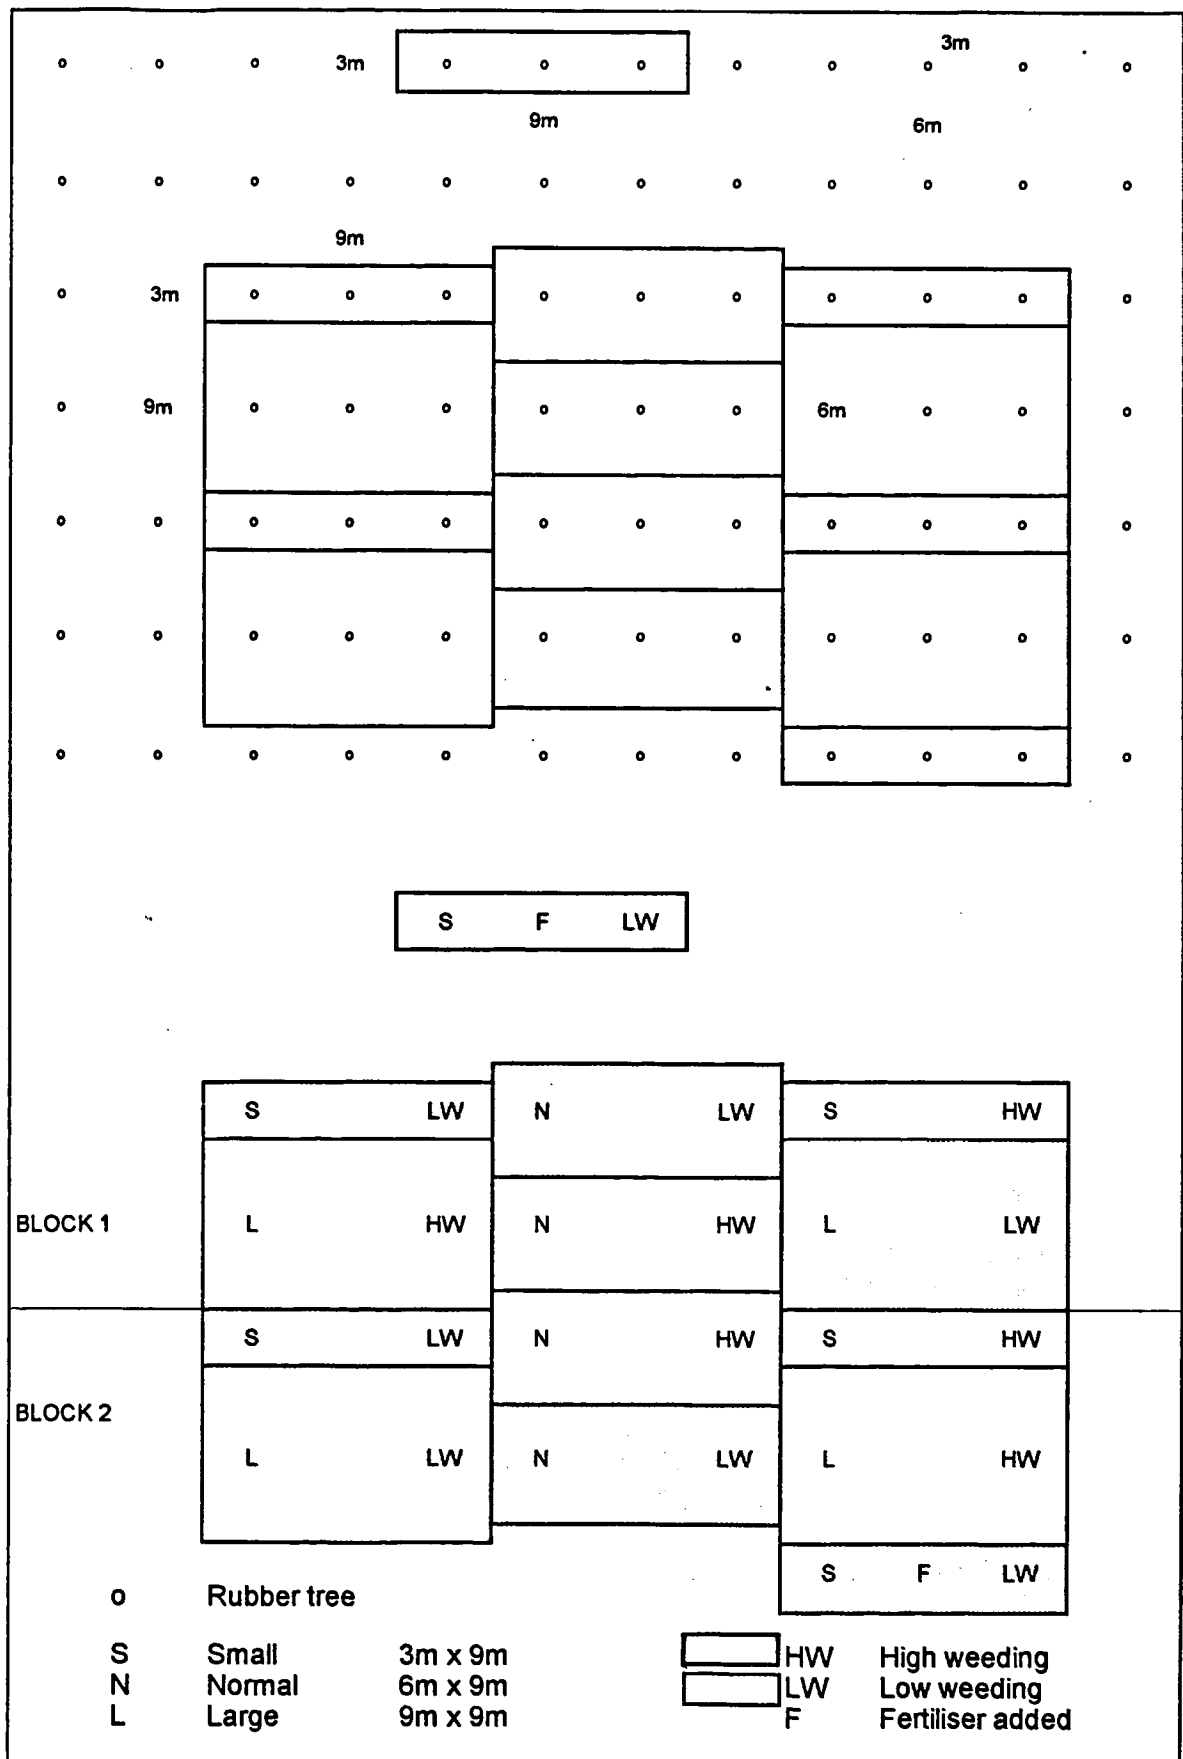 3m 3m
9m 6m
9m
3m
9m 6m
S F LW
S LW N LW S HW
BLOCK 1 L HW N HW L LW
S LW N HW S HW
BLOCK 2
L LW N LW L HW
S F LW
o Rubber tree
S Small 3m x 9m HW High weeding
N Normal 6m x 9m LW Low weeding
L Large 9m x 9m F Fertiliser added